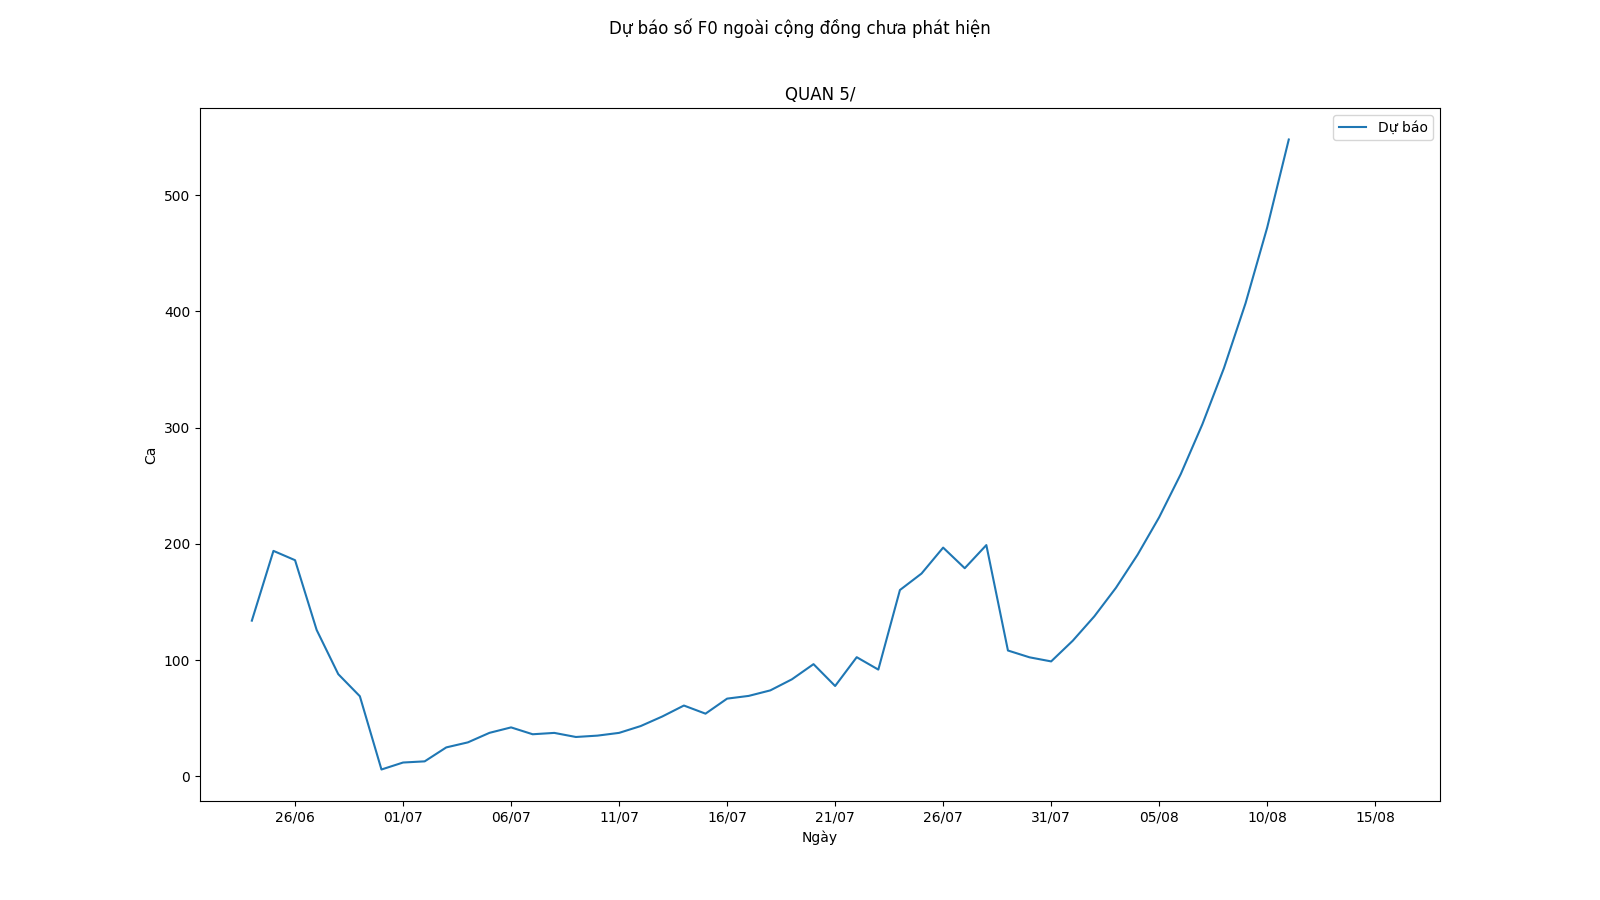 Dự báo số F0 ngoài cộng đồng chưa phát hiện
QUAN 5/
Dự báo
500
400
300
200
100
0
Ca
26/06 01/07 06/07 11/07 16/07 21/07 26/07 31/07 05/08 10/08 15/08
Ngày